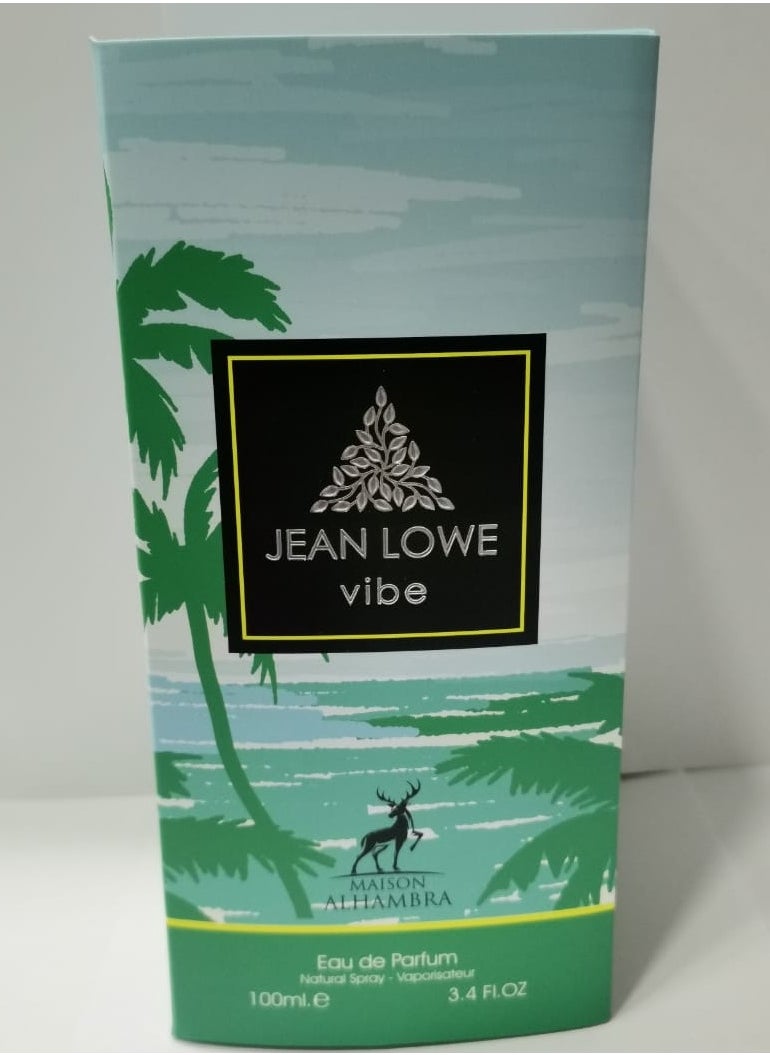 JEAN LOWE
vibe
MAISON
ALHAMBRA
Eau de Parfum
Natural Spray - Vaporisateur
100ml.e 3.4 Fl.OZ